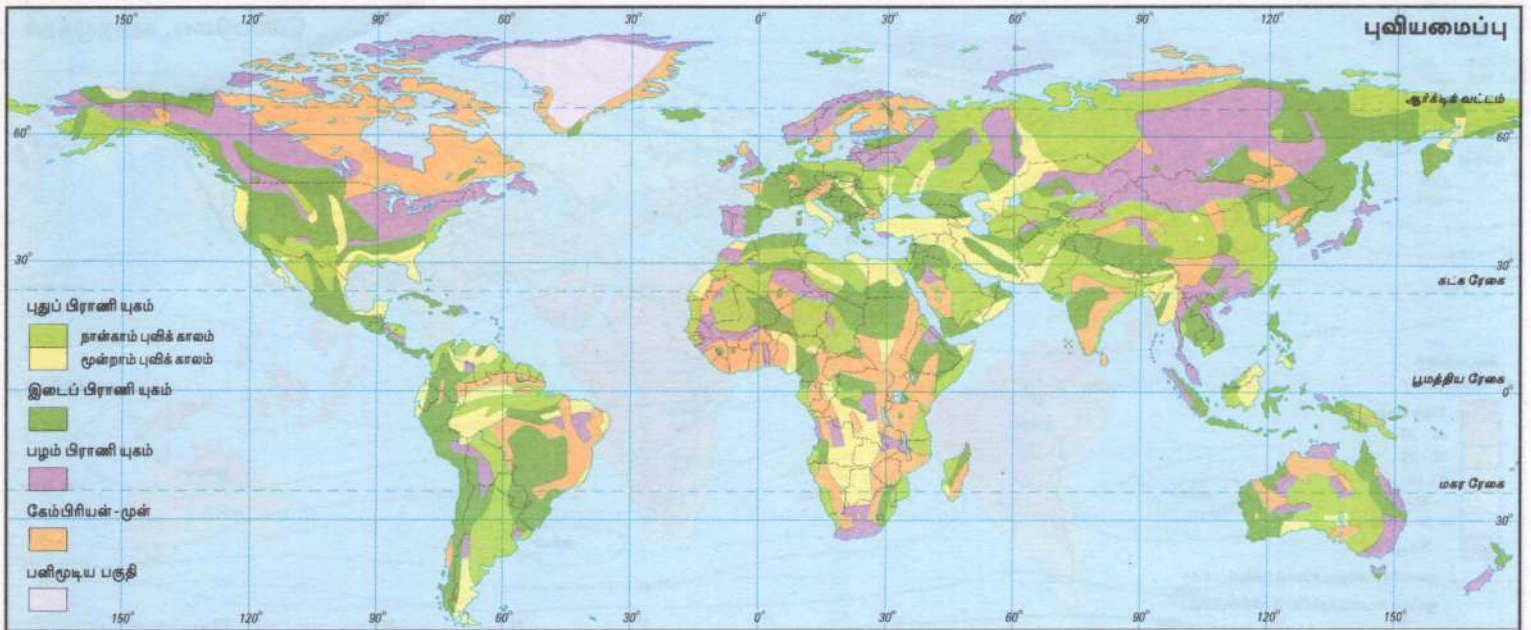 150° 120° 90° 60° 30° 0° 30° 60° 90° 120° 150°
புவியமைப்பு
ஆர்க்டிக் வட்டம்
60° 60°
30° 30°
கடக ரேகை
புதுப் பிராணி யுகம்
நான்காம் புவிக் காலம்
மூன்றாம் புவிக் காலம்
பூமத்திய ரேகை
0°
இடைப் பிராணி யுகம்
பழம் பிராணி யுகம்
மகர ரேகை
கேம்பிரியன் - முன்
30°
பனிமூடிய பகுதி
150° 120° 90° 60° 30° 0° 30° 60° 90° 120° 150°